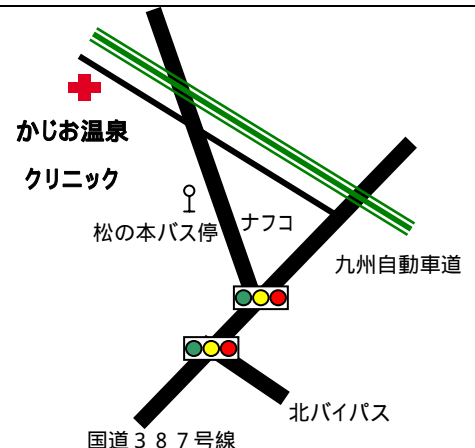 かじお温泉
クリニック
松の本バス停
ナフコ
九州自動車道
北バイパス
国道３８７号線